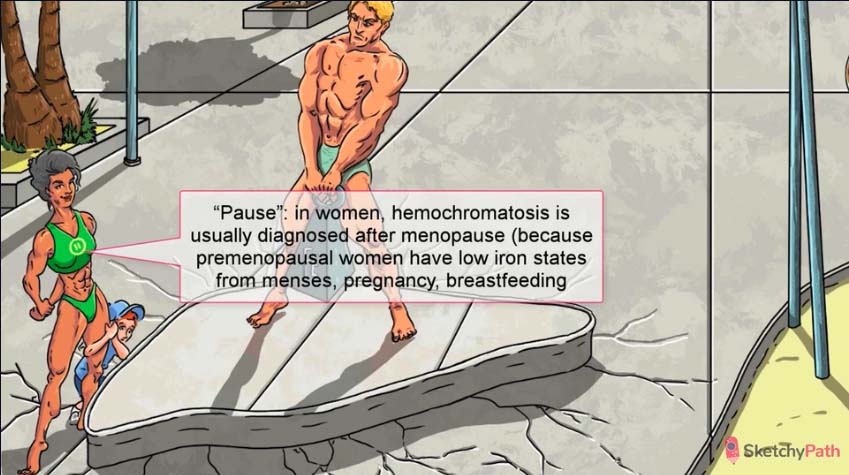 “Pause”: in women, hemochromatosis is
usually diagnosed after menopause (because
premenopausal women have low iron states
from menses, pregnancy, breastfeeding
SketchyPath